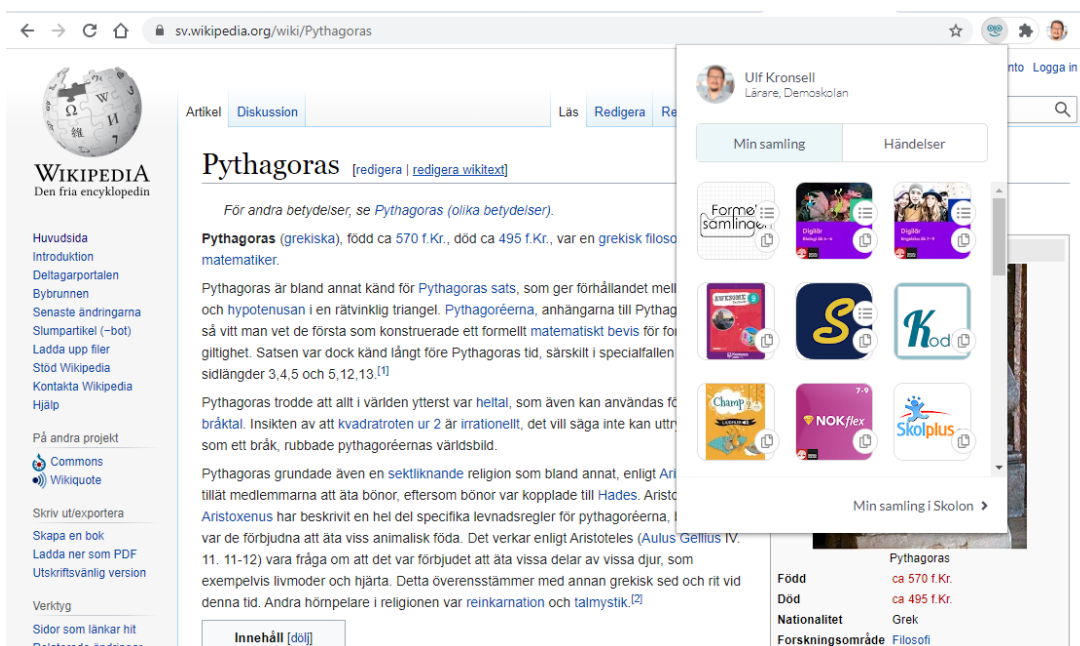 sv.wikipedia.org/wiki/Pythagoras
nto Logga in
WIKIPEDIA
Den fria encyklopedin
Huvudsida
Introduktion
Deltagarportalen
Bybrunnen
Senaste ändringarna
Slumpartikel (−bot)
Ladda upp filer
Stöd Wikipedia
Kontakta Wikipedia
Hjälp
På andra projekt
Commons
Wikiquote
Skriv ut/exportera
Skapa en bok
Ladda ner som PDF
Utskriftsvänlig version
Verktyg
Sidor som länkar hit
Artikel Diskussion Läs Redigera Re
Pythagoras [redigera | redigera wikitext]
För andra betydelser, se Pythagoras (olika betydelser).
Pythagoras (grekiska), född ca 570 f.Kr., död ca 495 f.Kr., var en grekisk filoso
matematiker.
Pythagoras är bland annat känd för Pythagoras sats, som ger förhållandet mell
och hypotenusan i en rätvinklig triangel. Pythagoréerna, anhängarna till Pythag
så vitt man vet de första som konstruerade ett formellt matematiskt bevis för for
giltighet. Satsen var dock känd långt före Pythagoras tid, särskilt i specialfallen
sidlängder 3,4,5 och 5,12,13.[1]
Pythagoras trodde att allt i världen ytterst var heltal, som även kan användas fö
bråktal. Insikten av att kvadratroten ur 2 är irrationellt, det vill säga inte kan uttry
som ett bråk, rubbade pythagoréernas världsbild.
Pythagoras grundade även en sektliknande religion som bland annat, enligt Ari
tillät medlemmarna att äta bönor, eftersom bönor var kopplade till Hades. Aristo
Aristoxenus har beskrivit en hel del specifika levnadsregler för pythagoréerna,
var de förbjudna att äta viss animalisk föda. Det verkar enligt Aristoteles (Aulus Gellius IV.
11. 11-12) vara fråga om att det var förbjudet att äta vissa delar av vissa djur, som
exempelvis livmoder och hjärta. Detta överensstämmer med annan grekisk sed och rit vid
denna tid. Andra hörnpelare i religionen var reinkarnation och talmystik.[2]
Innehåll [dölj]
Ulf Kronsell
Lärare, Demoskolan
Min samling Händelser
Formel
samlingen
Digilär
Biologi åk 4–6
Digilär
Engelska åk 7–9
AWESOME 9
S
Kod
Champ 2
LJUDFILER
7-9
NOKflex
Skolplus
Min samling i Skolon
Pythagoras
Född ca 570 f.Kr.
Död ca 495 f.Kr.
Nationalitet Grek
Forskningsområde Filosofi